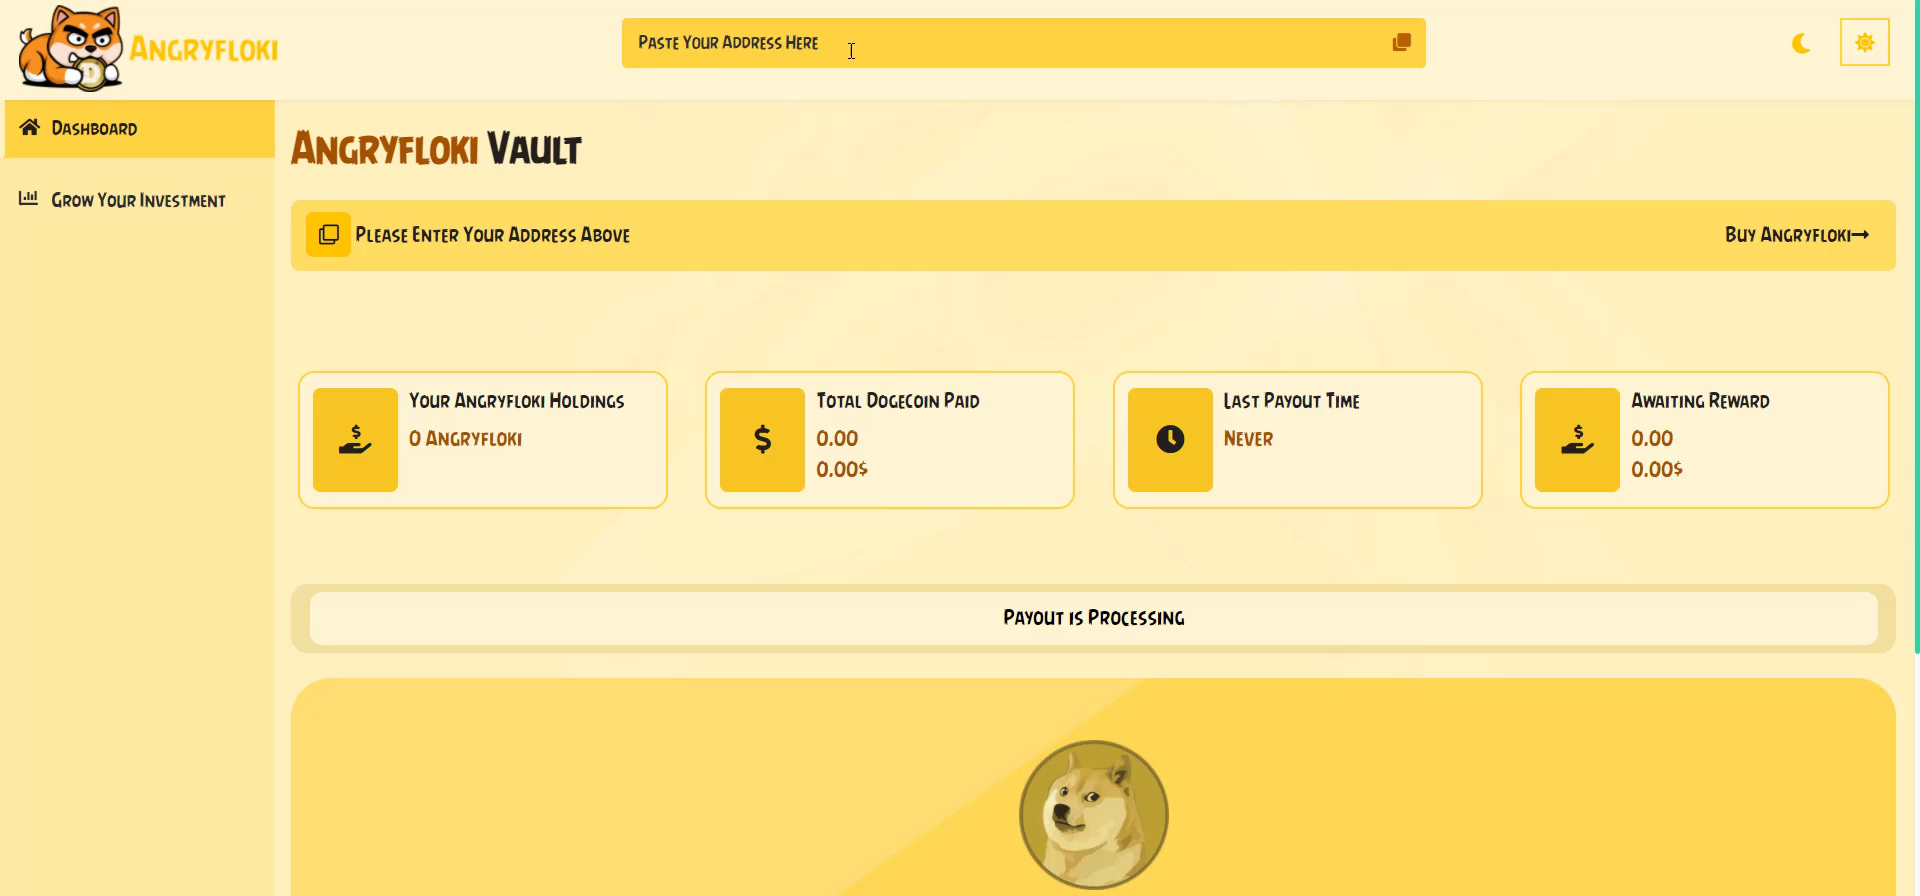 Angryfloki
Paste Your Address Here
Dashboard
Grow Your Investment
Angryfloki Vault
Please Enter Your Address Above
Buy Angryfloki→
Your Angryfloki Holdings
0 Angryfloki
Total Dogecoin Paid
0.00
0.00$
Last Payout Time
Never
Awaiting Reward
0.00
0.00$
Payout is Processing